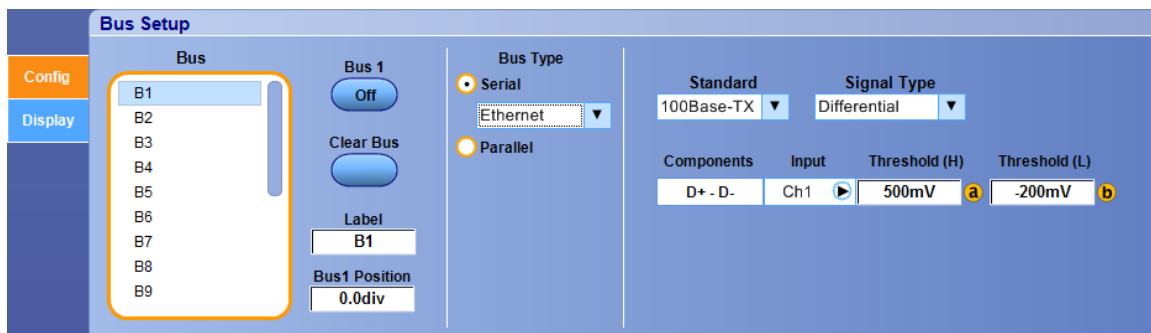 Bus Setup
Config
Display
Bus
B1
B2
B3
B4
B5
B6
B7
B8
B9
Bus 1
Off
Clear Bus
Label
B1
Bus1 Position
0.0div
Bus Type
Serial
Ethernet
Parallel
Standard
100Base-TX
Signal Type
Differential
Components Input Threshold (H) Threshold (L)
D+ - D- Ch1 500mV a -200mV b